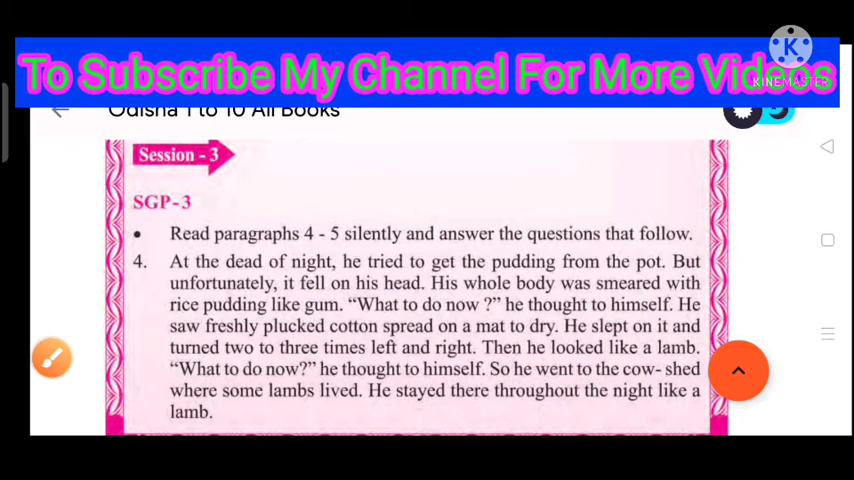 To Subscribe My Channel For More Videos
KINEMASTER
Odisha 1 to 10 All Books
Session - 3
SGP-3
• Read paragraphs 4 - 5 silently and answer the questions that follow.
4. At the dead of night, he tried to get the pudding from the pot. But
unfortunately, it fell on his head. His whole body was smeared with
rice pudding like gum. “What to do now ?” he thought to himself. He
saw freshly plucked cotton spread on a mat to dry. He slept on it and
turned two to three times left and right. Then he looked like a lamb.
“What to do now?” he thought to himself. So he went to the cow- shed
where some lambs lived. He stayed there throughout the night like a
lamb.